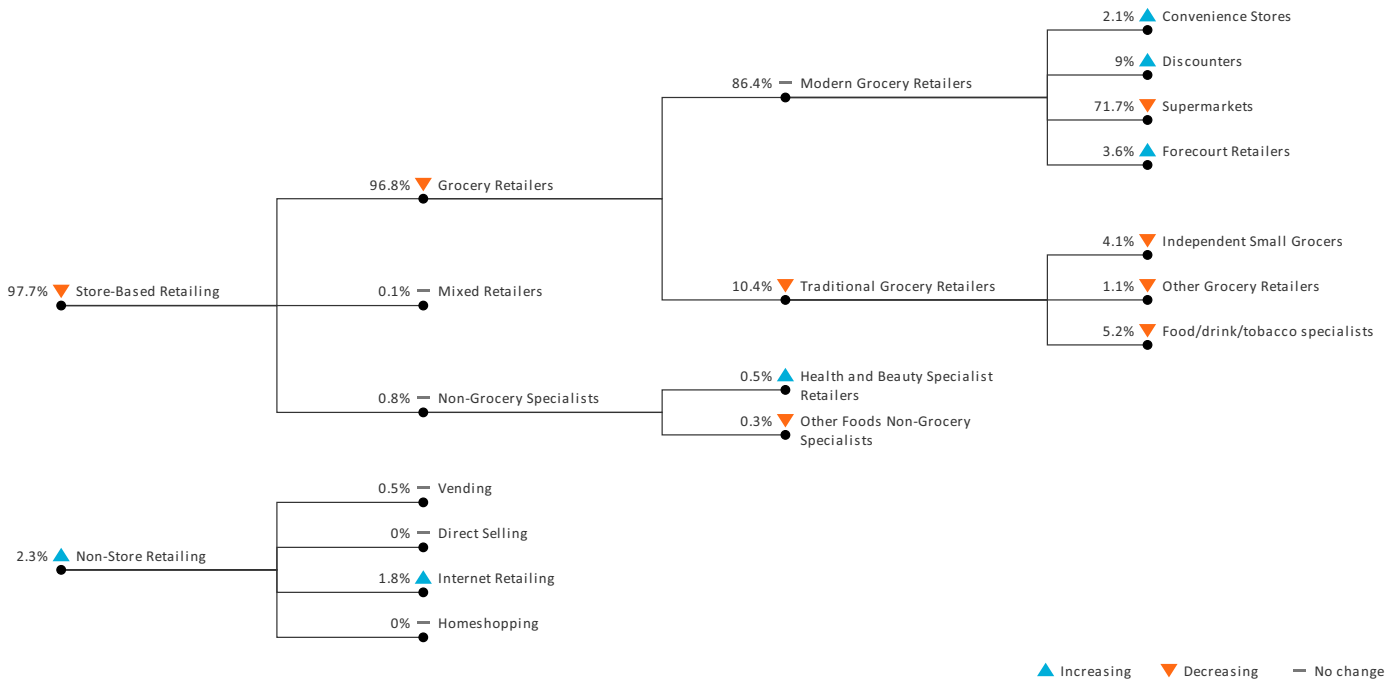 2.1% Convenience Stores
9% Discounters
86.4% Modern Grocery Retailers
71.7% Supermarkets
3.6% Forecourt Retailers
96.8% Grocery Retailers
4.1% Independent Small Grocers
97.7% Store-Based Retailing
0.1% Mixed Retailers
10.4% Traditional Grocery Retailers
1.1% Other Grocery Retailers
5.2% Food/drink/tobacco specialists
0.8% Non-Grocery Specialists
0.5% Health and Beauty Specialist
Retailers
0.3% Other Foods Non-Grocery
Specialists
0.5% Vending
0% Direct Selling
2.3% Non-Store Retailing
1.8% Internet Retailing
0% Homeshopping
Increasing Decreasing No change